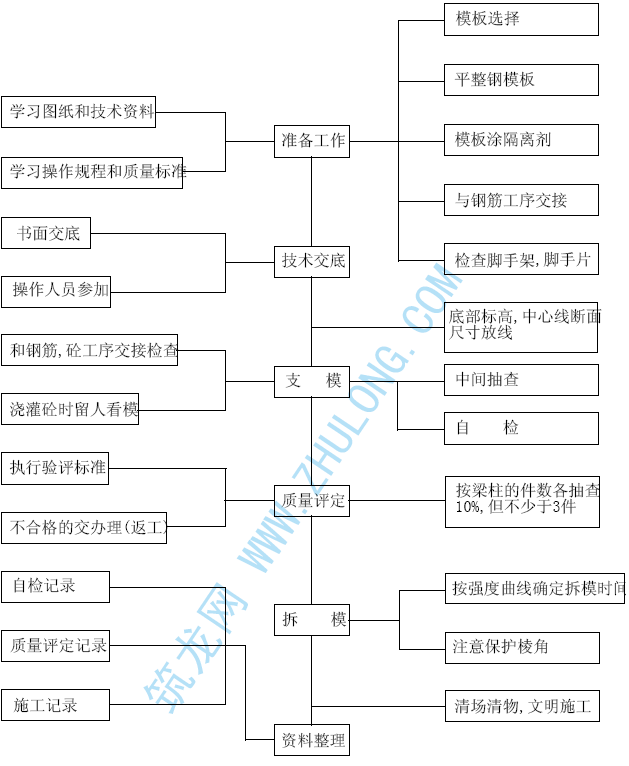 模板选择
平整钢模板
学习图纸和技术资料
准备工作
模板涂隔离剂
学习操作规程和质量标准
与钢筋工序交接
书面交底
技术交底
检查脚手架,脚手片
操作人员参加
底部标高,中心线断面
尺寸放线
和钢筋,砼工序交接检查
支 模
中间抽查
浇灌砼时留人看模
自 检
执行验评标准
质量评定
按梁柱的件数各抽查
10%,但不少于3件
不合格的交办理(返工)
自检记录
按强度曲线确定拆模时间
拆 模
质量评定记录
注意保护棱角
施工记录
清场清物,文明施工
资料整理
筑龙网 WWW.ZHULONG.COM